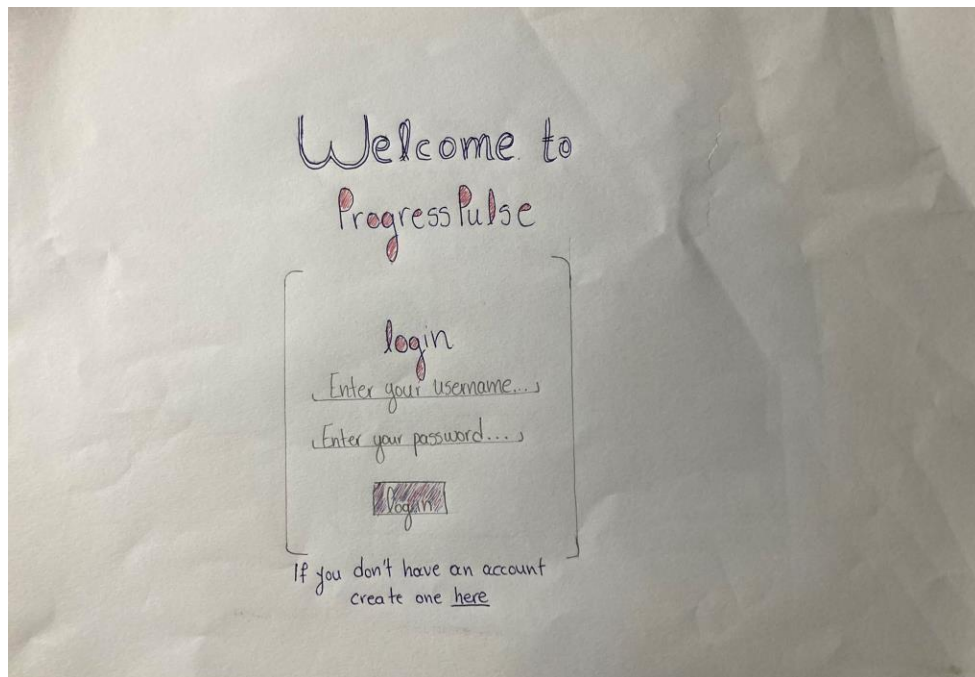 Welcome to
ProgressPulse
login
Enter your username...
Enter your password....
login
If you don't have an account
create one here